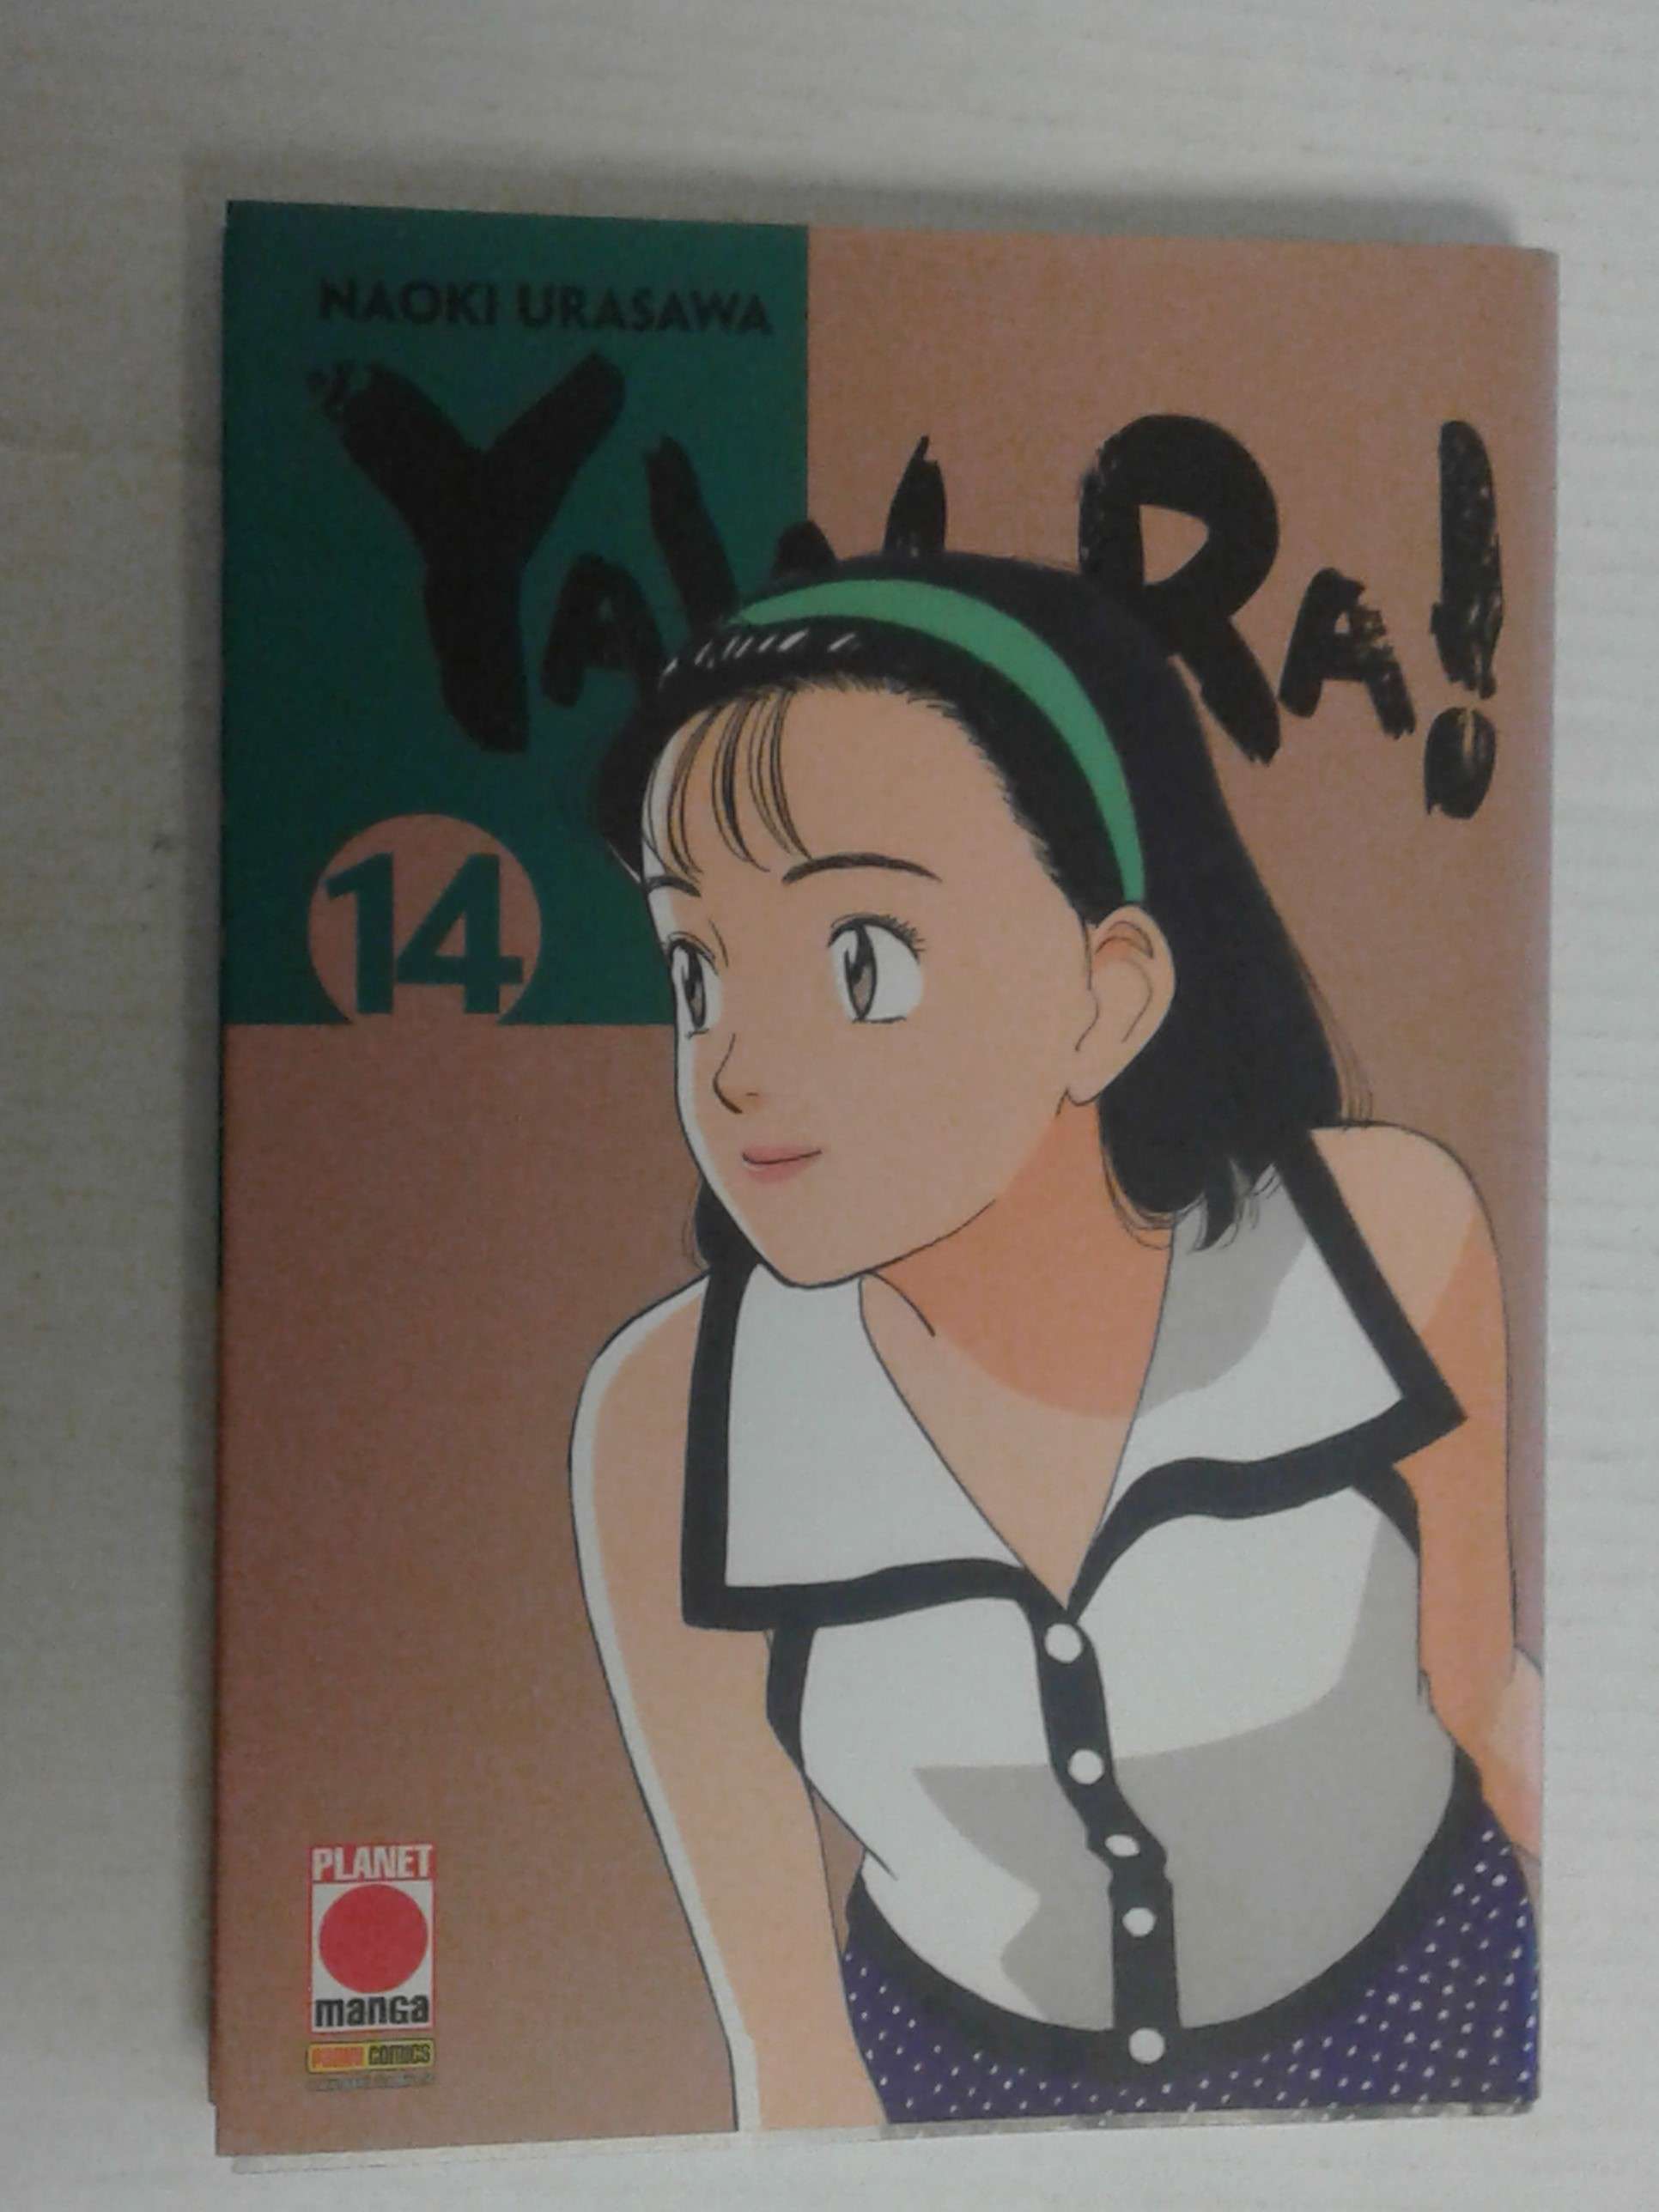 NAOKI URASAWA
YAWARA!
14
PLANET
manga
PANINI COMICS